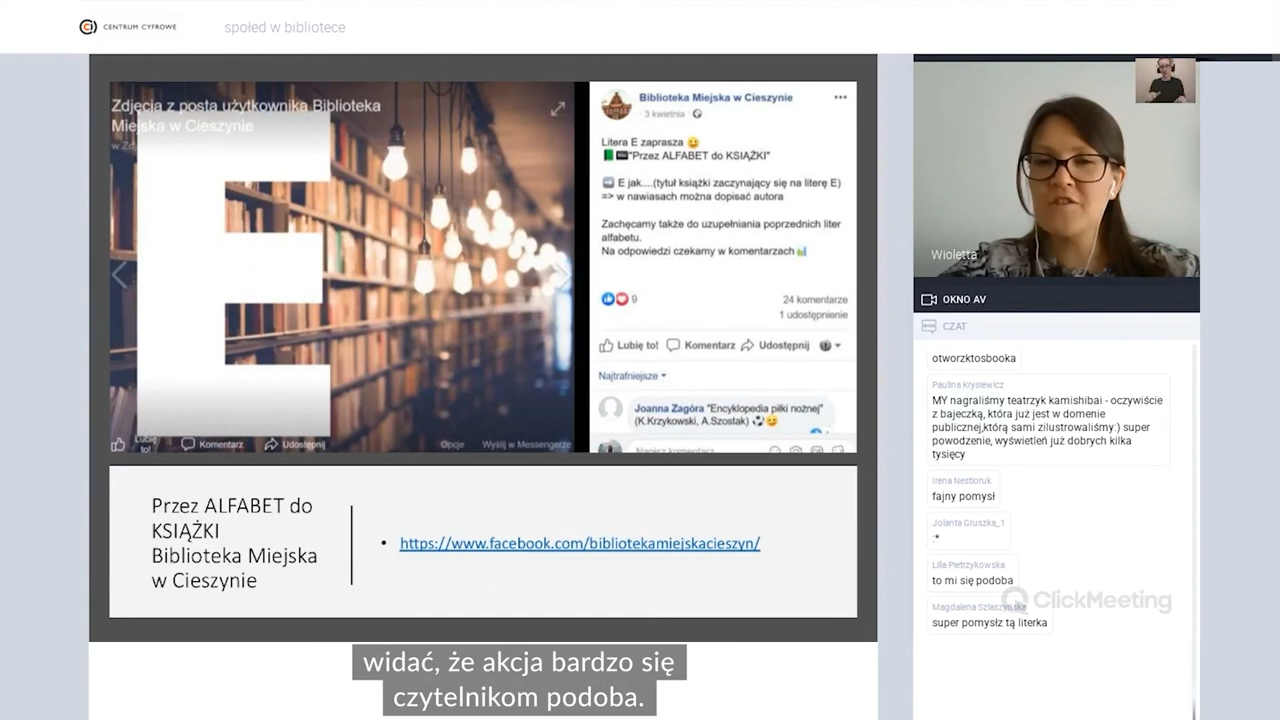 CENTRUM CYFROWE
społed w bibliotece
Zdjęcia z posta użytkownika Biblioteka
Miejska w Cieszynie
w Zd
E
Lubię
to!
Komentarz
Udostępnij
Opcje
Wyślij w Messengerze
Biblioteka Miejska w Cieszynie
3 kwietnia
Litera E zaprasza
"Przez ALFABET do KSIĄŻKI"
E jak....(tytuł książki zaczynający się na literę E)
=> w nawiasach można dopisać autora
Zachęcamy także do uzupełniania poprzednich liter
alfabetu.
Na odpowiedzi czekamy w komentarzach
9
24 komentarze
1 udostępnienie
Lubię to!
Komentarz
Udostępnij
Najtrafniejsze
Joanna Zagóra "Encyklopedia piłki nożnej"
(K.Krzykowski, A.Szostak)
Napisz komentarz
Przez ALFABET do
KSIĄŻKI
Biblioteka Miejska
w Cieszynie
• https://www.facebook.com/bibliotekamiejskacieszyn/
widać, że akcja bardzo się
czytelnikom podoba.
Wioletta
OKNO AV
CZAT
otworzktosbooka
Paulina Krysiewicz
MY nagraliśmy teatrzyk kamishibai - oczywiście
z bajeczką, która już jest w domenie
publicznej,którą sami zilustrowaliśmy:) super
powodzenie, wyświetleń już dobrych kilka
tysięcy
Irena Nestioruk
fajny pomysł
Jolanta Gruszka_1
:*
Lilla Pietrzykowska
to mi się podoba
ClickMeeting
Magdalena Szlaszyńska
super pomysłz tą literka